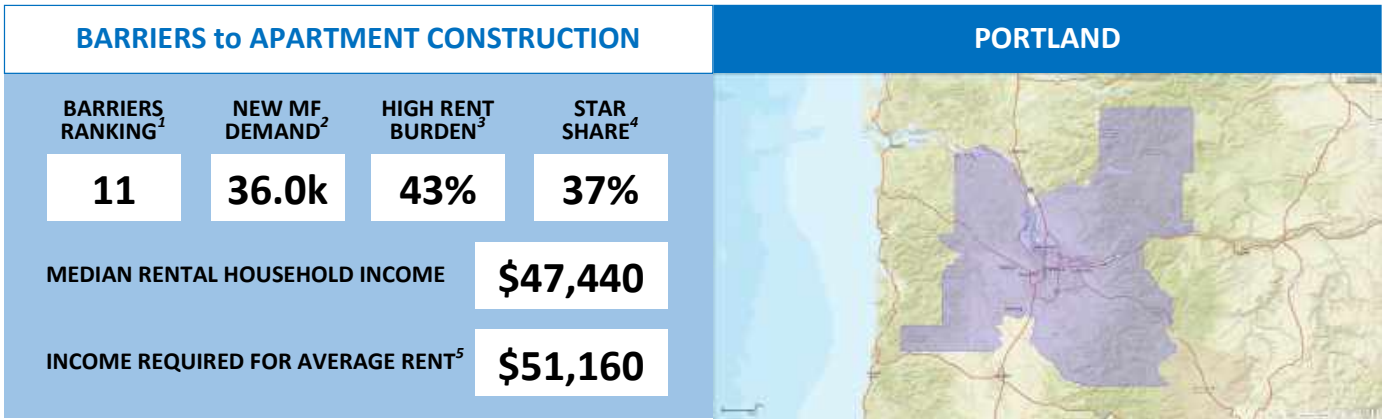 BARRIERS to APARTMENT CONSTRUCTION
PORTLAND
BARRIERS
RANKING1
NEW MF
DEMAND2
HIGH RENT
BURDEN3
STAR
SHARE4
11
36.0k
43%
37%
MEDIAN RENTAL HOUSEHOLD INCOME
$47,440
INCOME REQUIRED FOR AVERAGE RENT5
$51,160